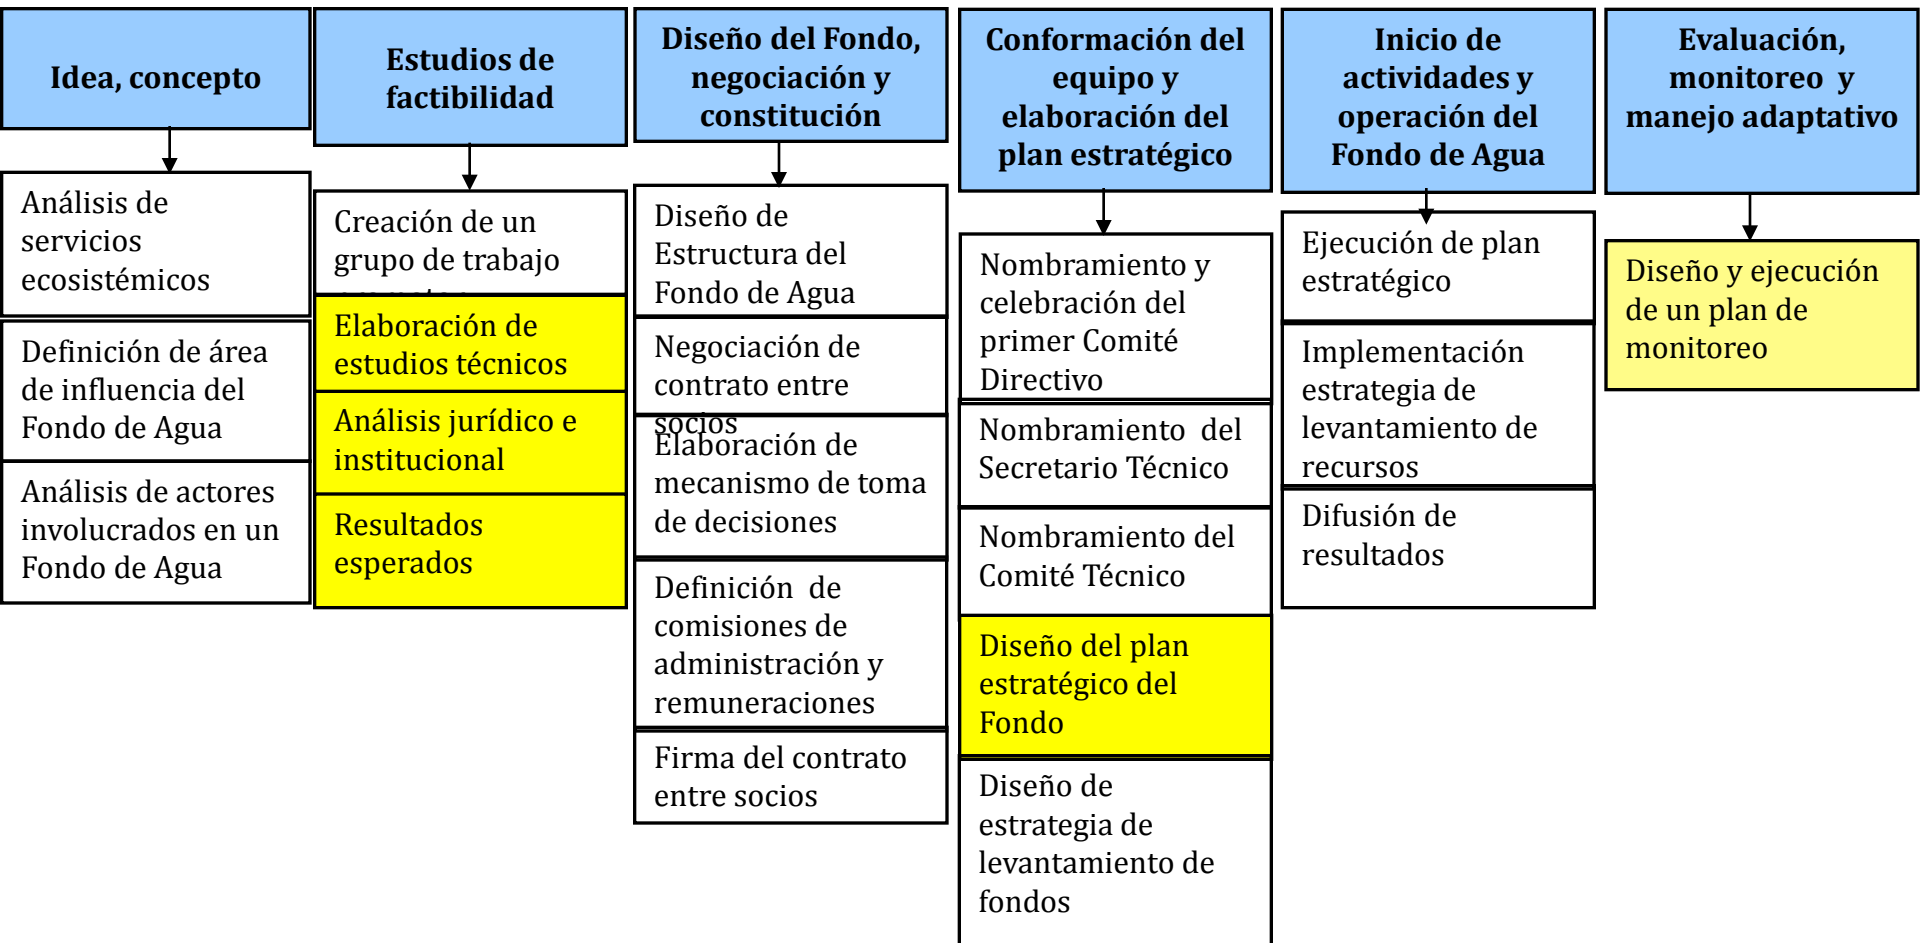 Idea, concepto
Análisis de
servicios
ecosistémicos
Definición de área
de influencia del
Fondo de Agua
Análisis de actores
involucrados en un
Fondo de Agua
Estudios de
factibilidad
Creación de un
grupo de trabajo
Elaboración de
estudios técnicos
Análisis jurídico e
institucional
Resultados
esperados
Diseño del Fondo,
negociación y
constitución
Diseño de
Estructura del
Fondo de Agua
Negociación de
contrato entre
socios
Elaboración de
mecanismo de toma
de decisiones
Definición de
comisiones de
administración y
remuneraciones
Firma del contrato
entre socios
Conformación del
equipo y
elaboración del
plan estratégico
Nombramiento y
celebración del
primer Comité
Directivo
Nombramiento del
Secretario Técnico
Nombramiento del
Comité Técnico
Diseño del plan
estratégico del
Fondo
Diseño de
estrategia de
levantamiento de
fondos
Inicio de
actividades y
operación del
Fondo de Agua
Ejecución de plan
estratégico
Implementación
estrategia de
levantamiento de
recursos
Difusión de
resultados
Evaluación,
monitoreo y
manejo adaptativo
Diseño y ejecución
de un plan de
monitoreo